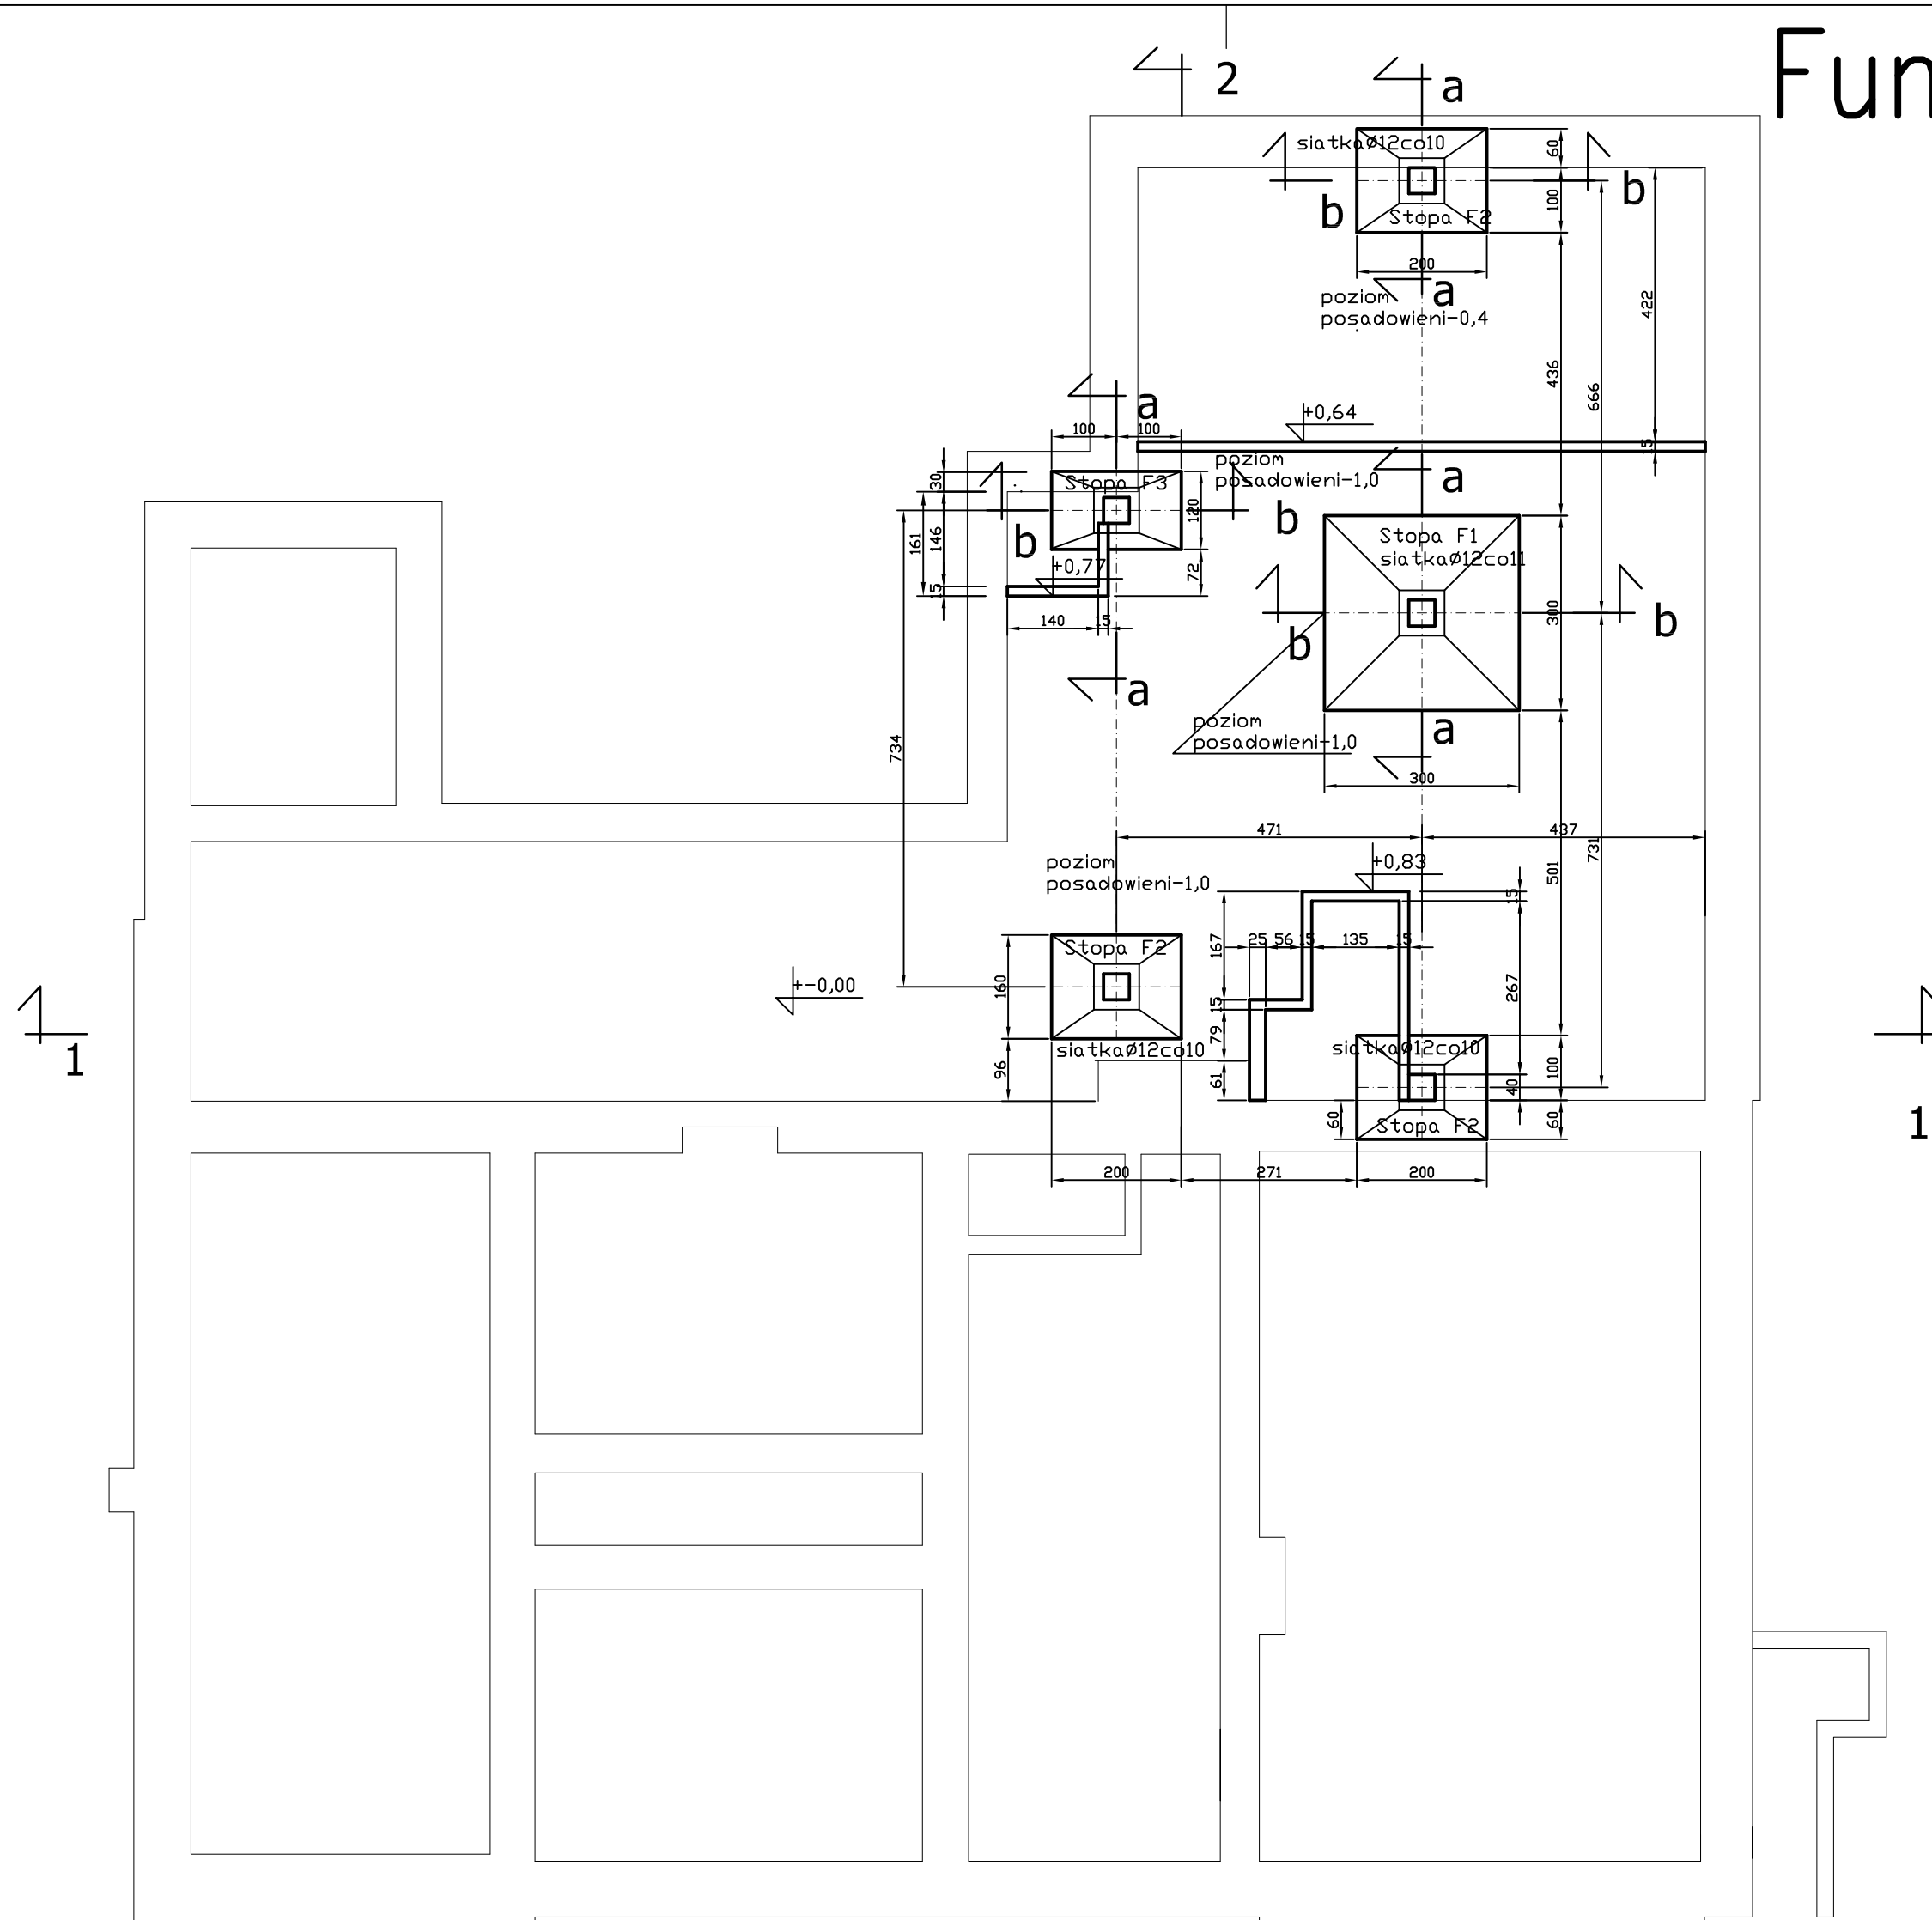 Fun
2
a
siatkaø12co10
60
b
b
100
Stopa F2
200
a
poziom
posadowieni-0,4
422
436
666
a
+0,64
100
100
15
poziom
posadowieni-1,0
a
30
Stopa F3
120
b
b
146
161
Stopa F1
siatkaø12co11
+0,77
72
15
300
140
15
b
b
a
poziom
posadowieni-1,0
a
734
300
471
437
731
poziom
posadowieni-1,0
+0,83
501
15
167
25
56
15
135
15
Stopa F2
+-0,00
160
267
15
79
siatkaø12co10
siatkaø12co10
1
96
61
100
40
60
Stopa F2
60
1
200
271
200